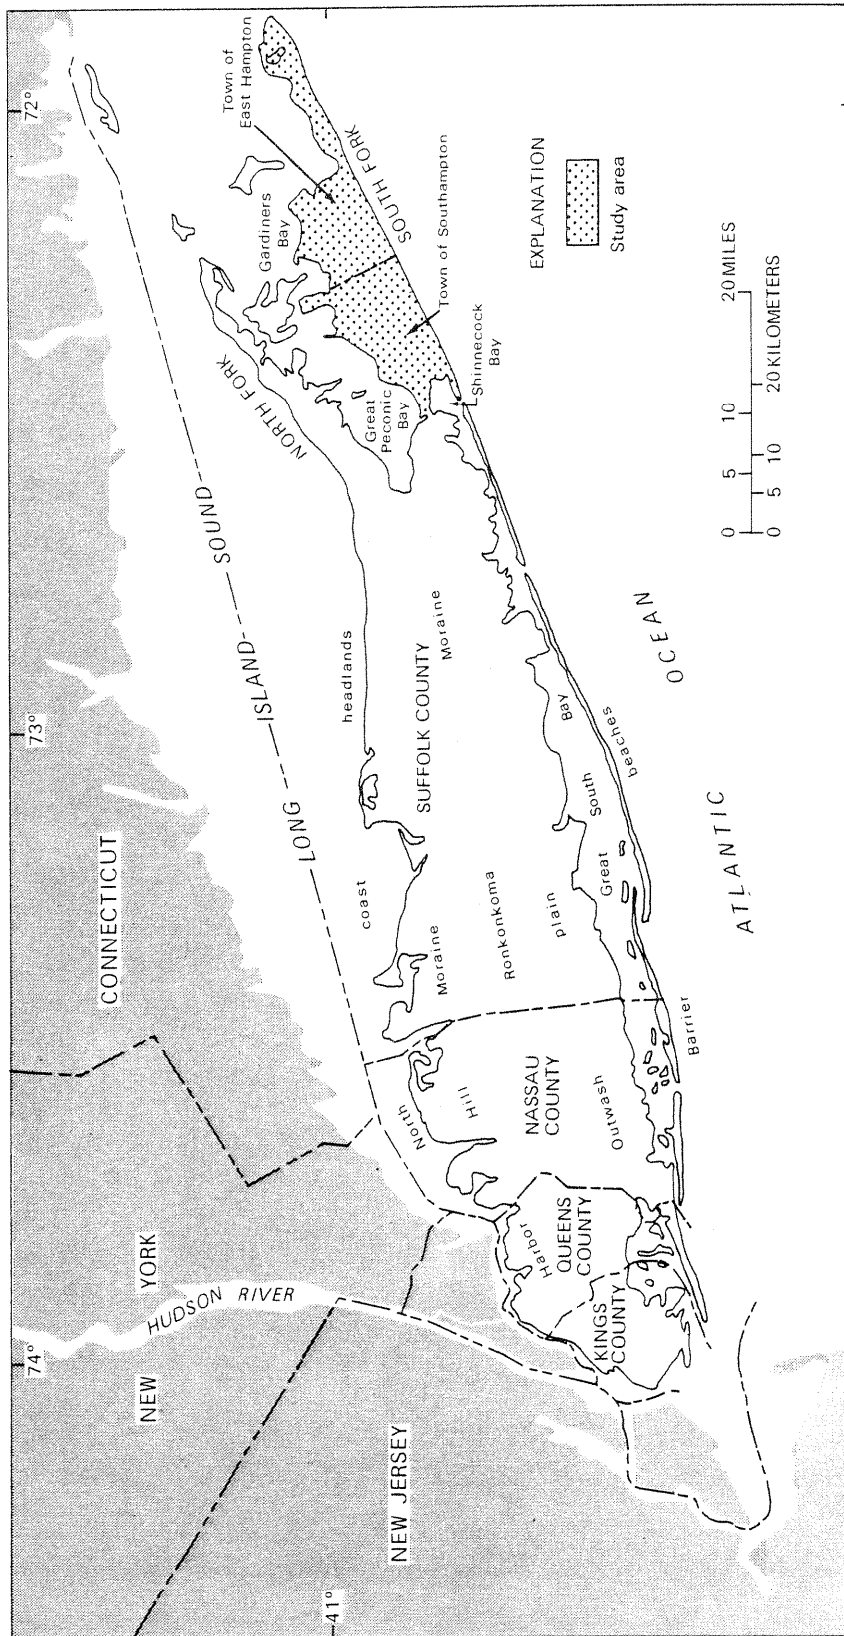 CONNECTICUT
NEW YORK
HUDSON RIVER
NEW JERSEY
74°
73°
72°
41°
LONG ISLAND SOUND
NORTH FORK
SOUTH FORK
Gardiners
Bay
Great
Peconic
Bay
Shinnecock
Bay
Town of
East Hampton
Town of Southampton
North coast headlands
Harbor Hill Moraine
SUFFOLK COUNTY
Ronkonkoma Moraine
NASSAU
COUNTY
QUEENS
COUNTY
KINGS
COUNTY
Outwash plain
Great South Bay
Barrier beaches
ATLANTIC OCEAN
EXPLANATION
Study area
0 5 10 20 MILES
0 5 10 20 KILOMETERS